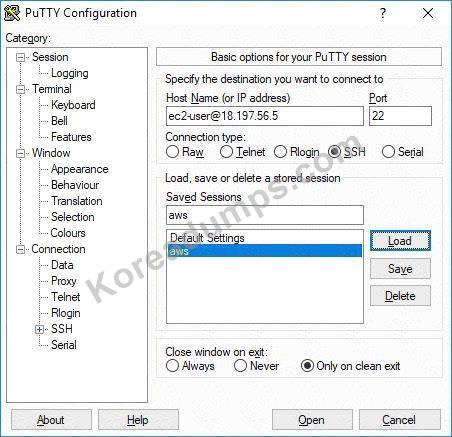 PuTTY Configuration
Category:
Session
Logging
Terminal
Keyboard
Bell
Features
Window
Appearance
Behaviour
Translation
Selection
Colours
Connection
Data
Proxy
Telnet
Rlogin
SSH
Serial
Basic options for your PuTTY session
Specify the destination you want to connect to
Host Name (or IP address) Port
ec2-user@18.197.56.5 22
Connection type:
Raw Telnet Rlogin SSH Serial
Load, save or delete a stored session
Saved Sessions
aws
Default Settings
aws
Load
Save
Delete
Close window on exit:
Always Never Only on clean exit
About Help Open Cancel
Koreadumps.com